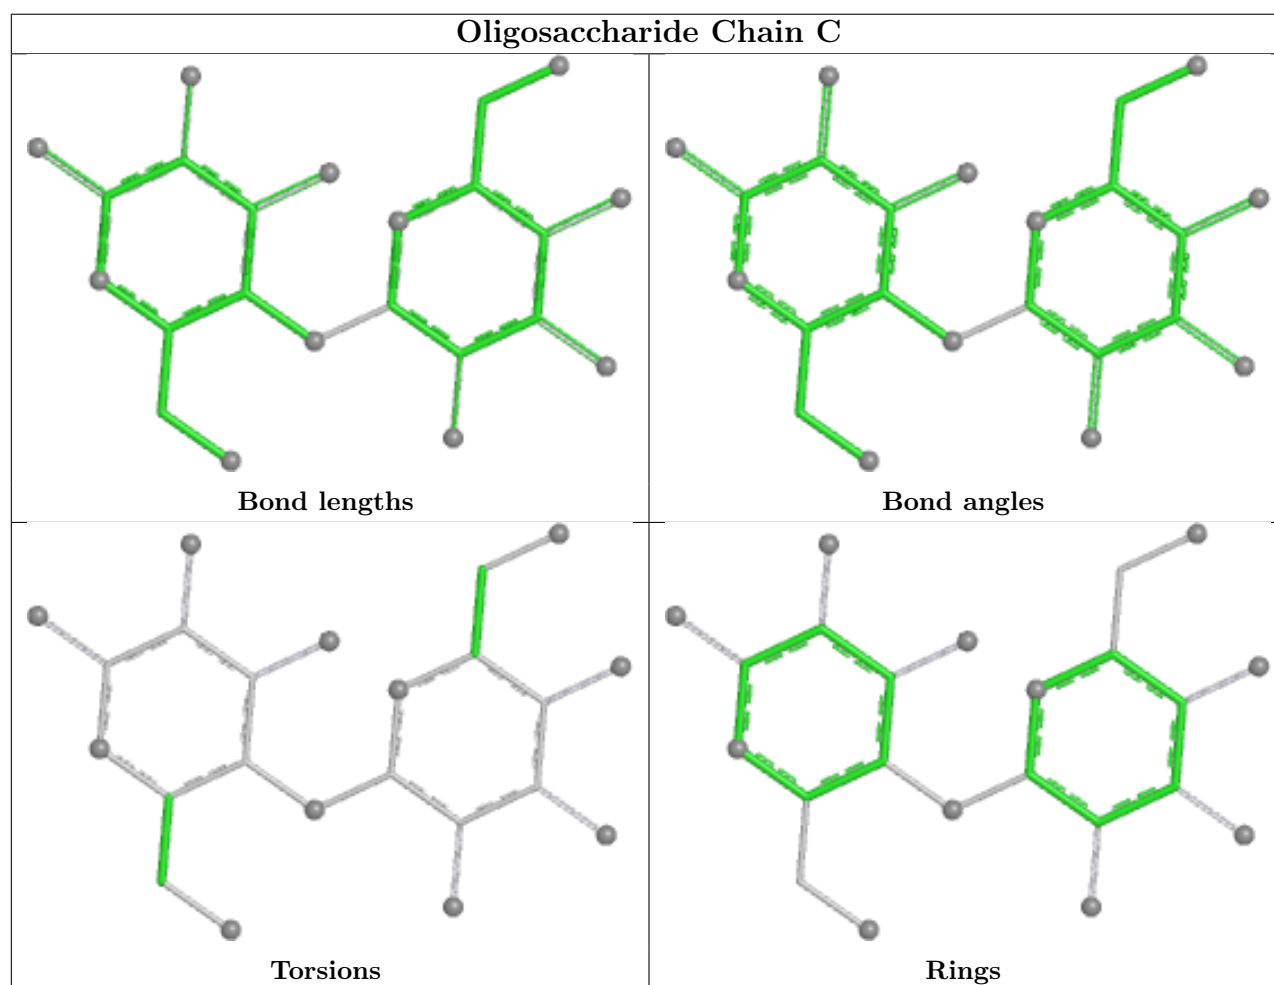 Oligosaccharide Chain C
Bond lengths
Bond angles
Torsions
Rings